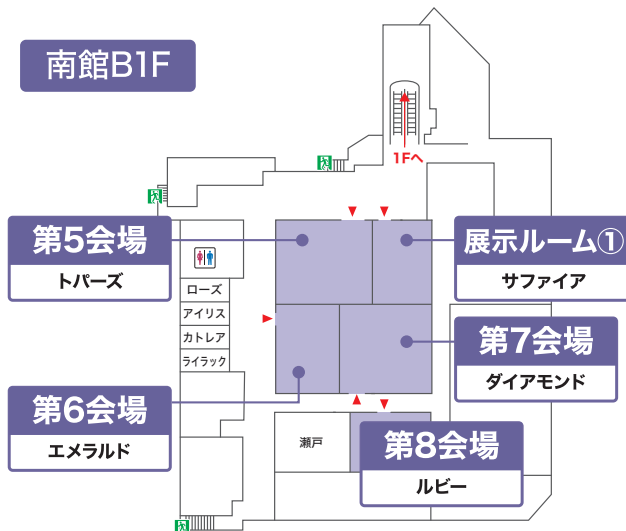 南館B1F
1Fへ
第5会場
トパーズ
展示ルーム①
サファイア
ローズ
アイリス
カトレア
ライラック
第7会場
ダイアモンド
第6会場
エメラルド
瀬戸
第8会場
ルビー